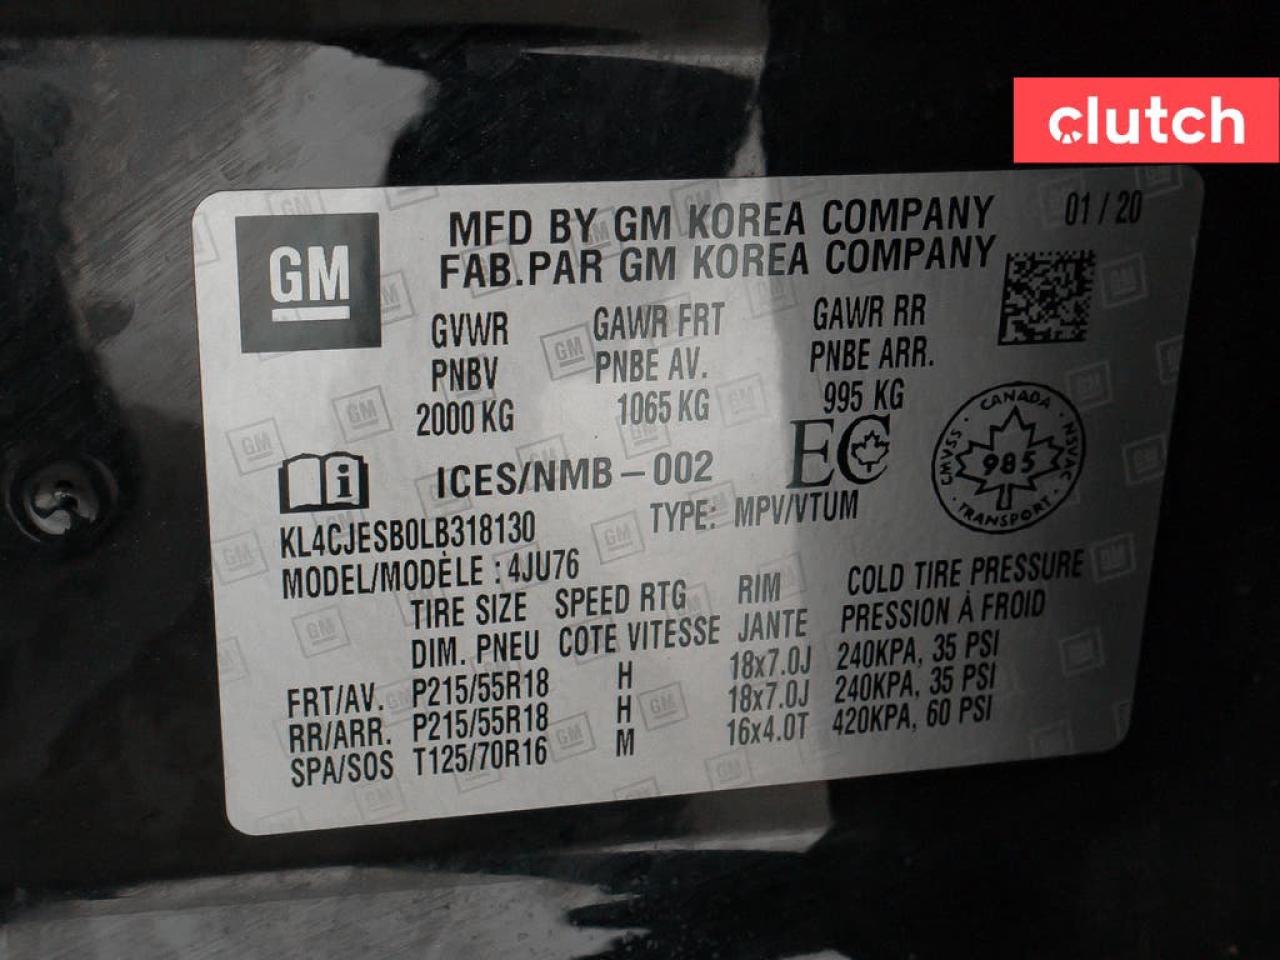 clutch
GM
MFD BY GM KOREA COMPANY 01 / 20
FAB.PAR GM KOREA COMPANY
GVWR GAWR FRT GAWR RR
PNBV PNBE AV. PNBE ARR.
2000 KG 1065 KG 995 KG
i ICES/NMB-002 EC
CANADA CMVSS NSVAC 985 TRANSPORT
KL4CJESB0LB318130 TYPE: MPV/VTUM
MODEL/MODÈLE : 4JU76
TIRE SIZE SPEED RTG RIM COLD TIRE PRESSURE
DIM. PNEU COTE VITESSE JANTE PRESSION À FROID
FRT/AV. P215/55R18 H 18x7.0J 240KPA, 35 PSI
RR/ARR. P215/55R18 H 18x7.0J 240KPA, 35 PSI
SPA/SOS T125/70R16 M 16x4.0T 420KPA, 60 PSI